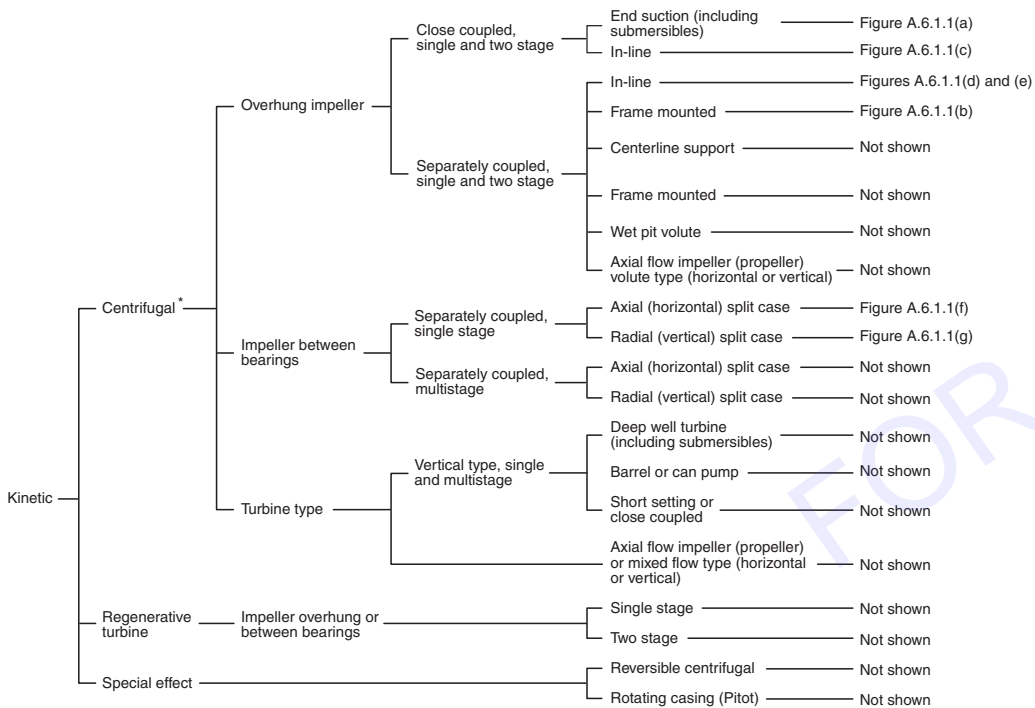 End suction (including
submersibles)
Figure A.6.1.1(a)
Close coupled,
single and two stage
In-line
Figure A.6.1.1(c)
In-line
Figures A.6.1.1(d) and (e)
Overhung impeller
Frame mounted
Figure A.6.1.1(b)
Centerline support
Not shown
Separately coupled,
single and two stage
Frame mounted
Not shown
Wet pit volute
Not shown
Axial flow impeller (propeller)
volute type (horizontal or vertical)
Not shown
Centrifugal *
Separately coupled,
single stage
Axial (horizontal) split case
Figure A.6.1.1(f)
Radial (vertical) split case
Figure A.6.1.1(g)
Impeller between
bearings
Separately coupled,
multistage
Axial (horizontal) split case
Not shown
Radial (vertical) split case
Not shown
Deep well turbine
(including submersibles)
Not shown
Vertical type, single
and multistage
Barrel or can pump
Not shown
Kinetic
Turbine type
Short setting or
close coupled
Not shown
Axial flow impeller (propeller)
or mixed flow type (horizontal
or vertical)
Not shown
Regenerative
turbine
Impeller overhung or
between bearings
Single stage
Not shown
Two stage
Not shown
Special effect
Reversible centrifugal
Not shown
Rotating casing (Pitot)
Not shown
FOR